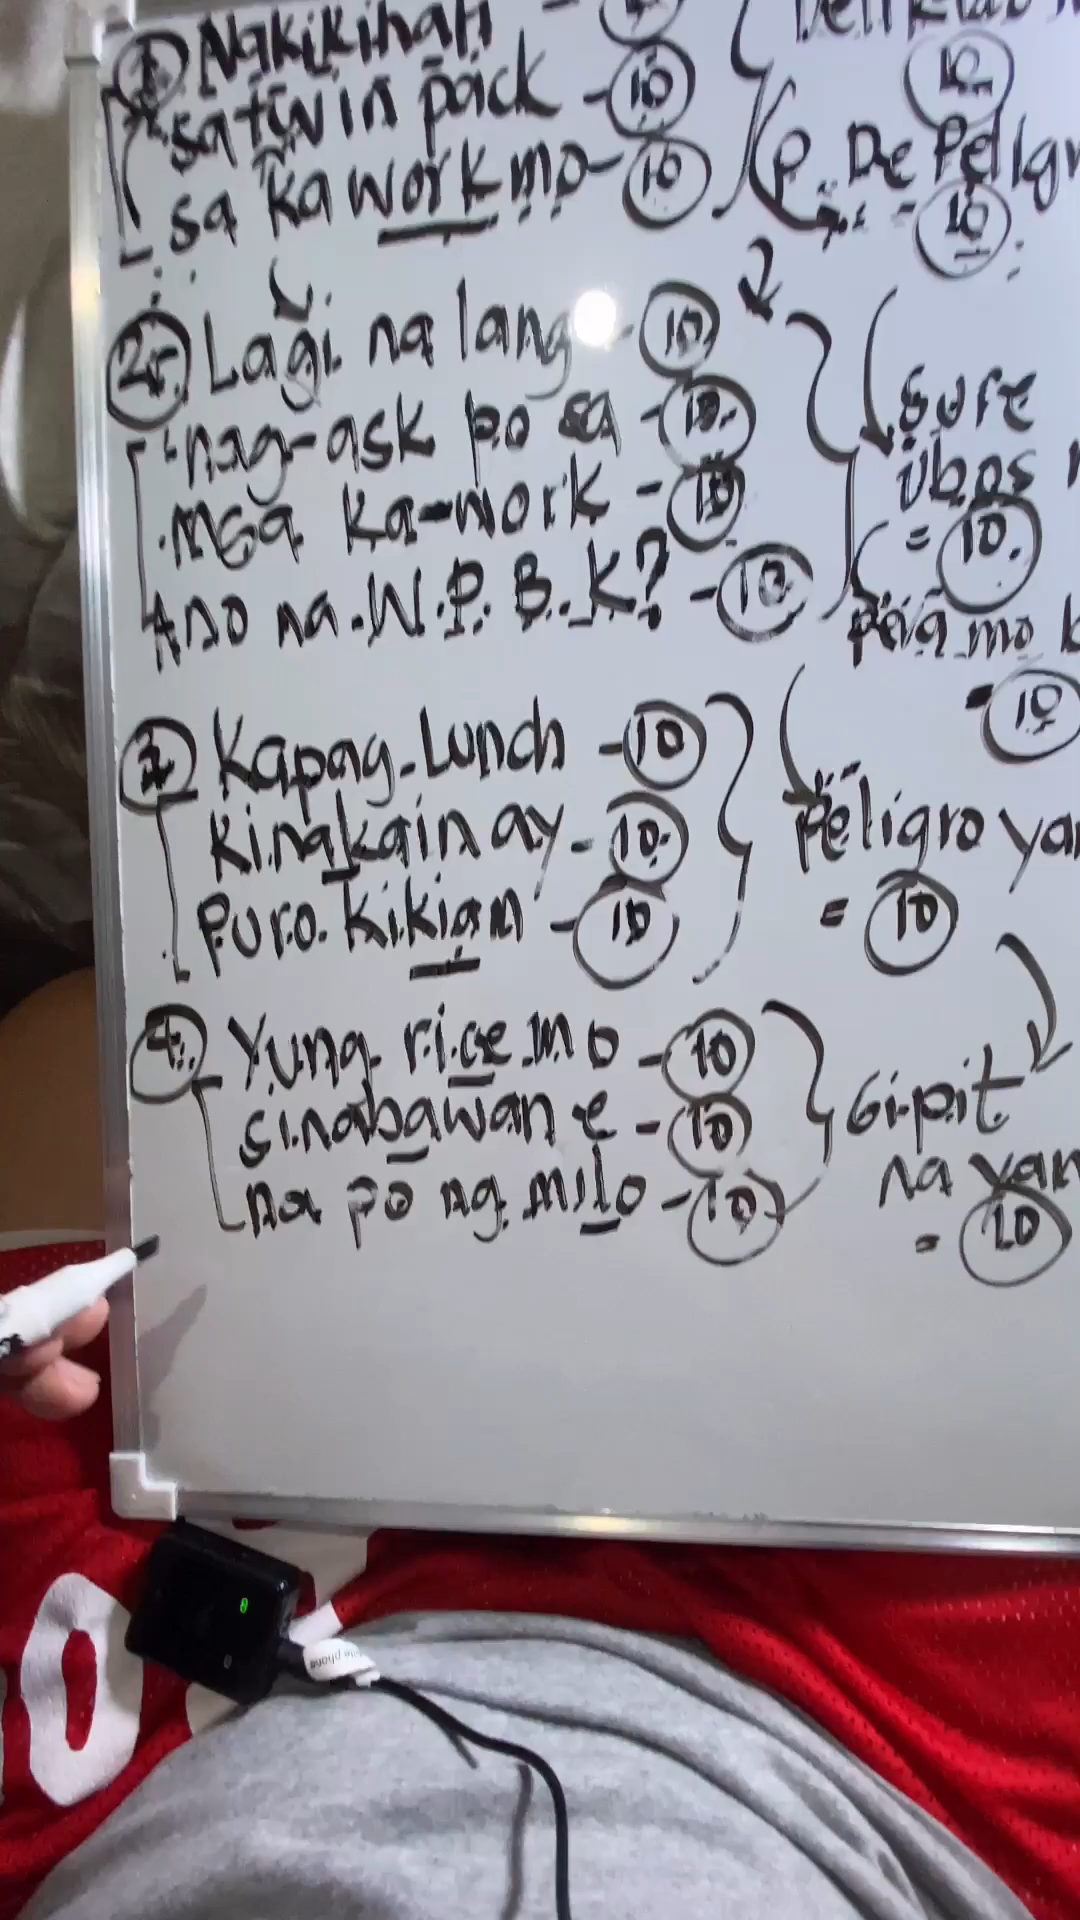 1. Nakikihati
satwin pack - 10
sa ka work mo - 10
10
P. De Peligr
10
2. Lagi na lang - 10
nag-ask po sa - 10
mga ka-work - 10
Ano na. W.P.B.K? - 10
sure
ubos
= 10.
Pera mo
- 10
3. Kapag-Lunch - 10
kinakain ay - 10
puro kikiam - 10
Peligro yan
= 10
4. Yung rice mo - 10
sinabawan e - 10
na po ng milo - 10
Gipit
na yan
= 10